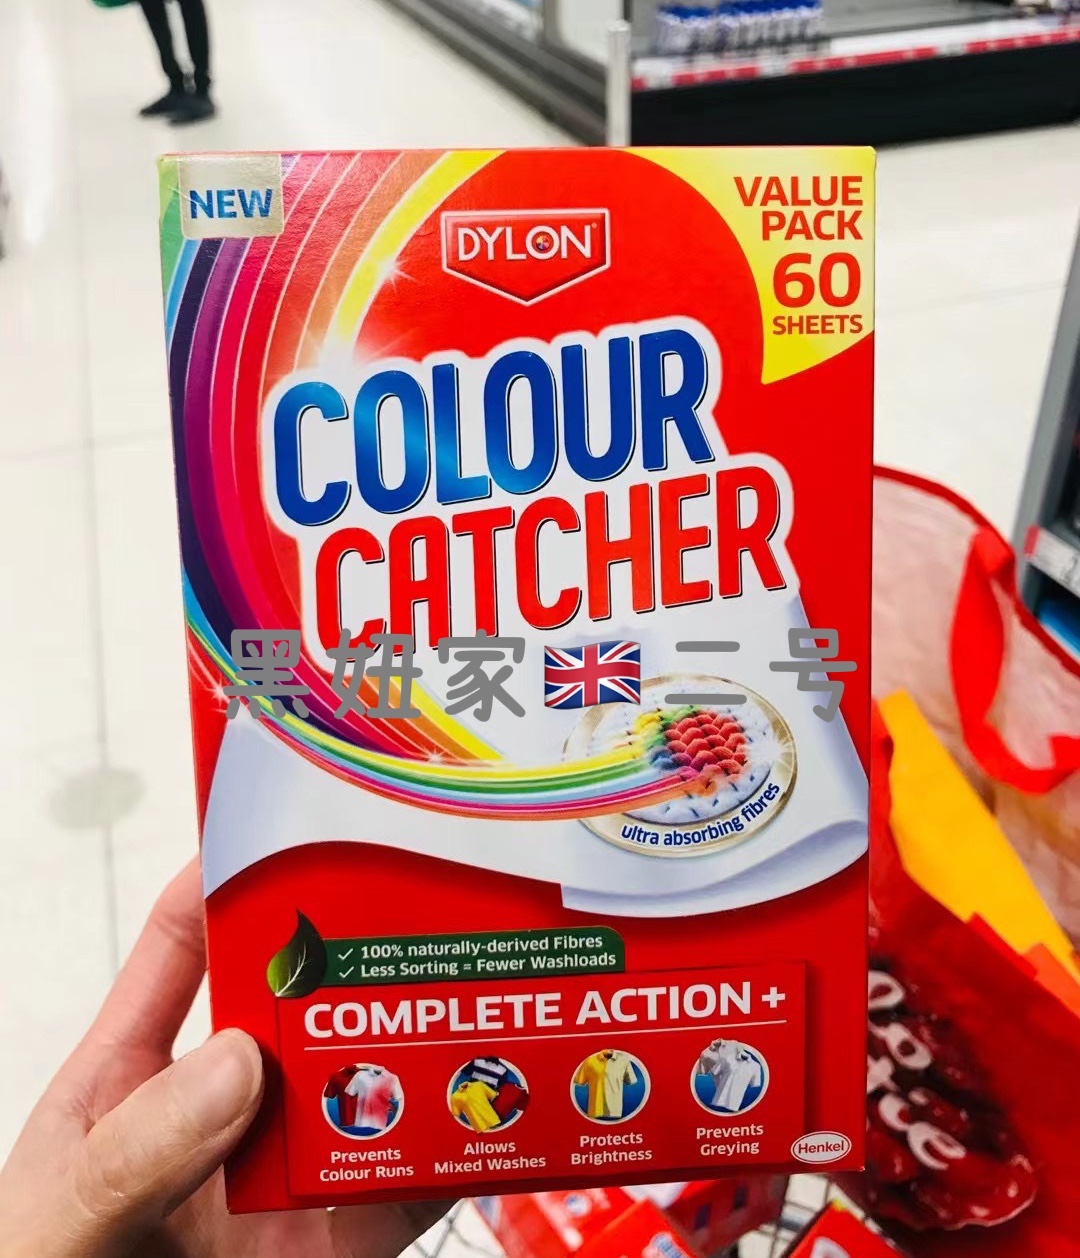 NEW
DYLON
VALUE
PACK
60
SHEETS
COLOUR
CATCHER
黑妞家🇬🇧二号
ultra absorbing fibres
✓ 100% naturally-derived Fibres
✓ Less Sorting = Fewer Washloads
COMPLETE ACTION +
Prevents
Colour Runs
Allows
Mixed Washes
Protects
Brightness
Prevents
Greying
Henkel